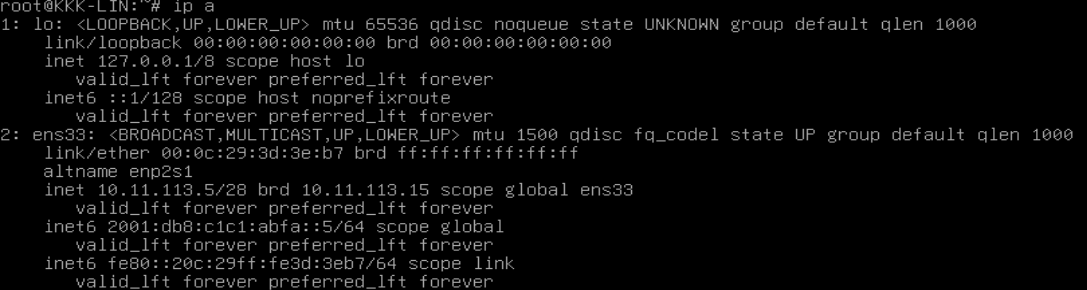 root@KKK-LIN:~# ip a
1: lo: <LOOPBACK,UP,LOWER_UP> mtu 65536 qdisc noqueue state UNKNOWN group default qlen 1000
    link/loopback 00:00:00:00:00:00 brd 00:00:00:00:00:00
    inet 127.0.0.1/8 scope host lo
       valid_lft forever preferred_lft forever
    inet6 ::1/128 scope host noprefixroute
       valid_lft forever preferred_lft forever
2: ens33: <BROADCAST,MULTICAST,UP,LOWER_UP> mtu 1500 qdisc fq_codel state UP group default qlen 1000
    link/ether 00:0c:29:3d:3e:b7 brd ff:ff:ff:ff:ff:ff
    altname enp2s1
    inet 10.11.113.5/28 brd 10.11.113.15 scope global ens33
       valid_lft forever preferred_lft forever
    inet6 2001:db8:c1c1:abfa::5/64 scope global
       valid_lft forever preferred_lft forever
    inet6 fe80::20c:29ff:fe3d:3eb7/64 scope link
       valid_lft forever preferred_lft forever